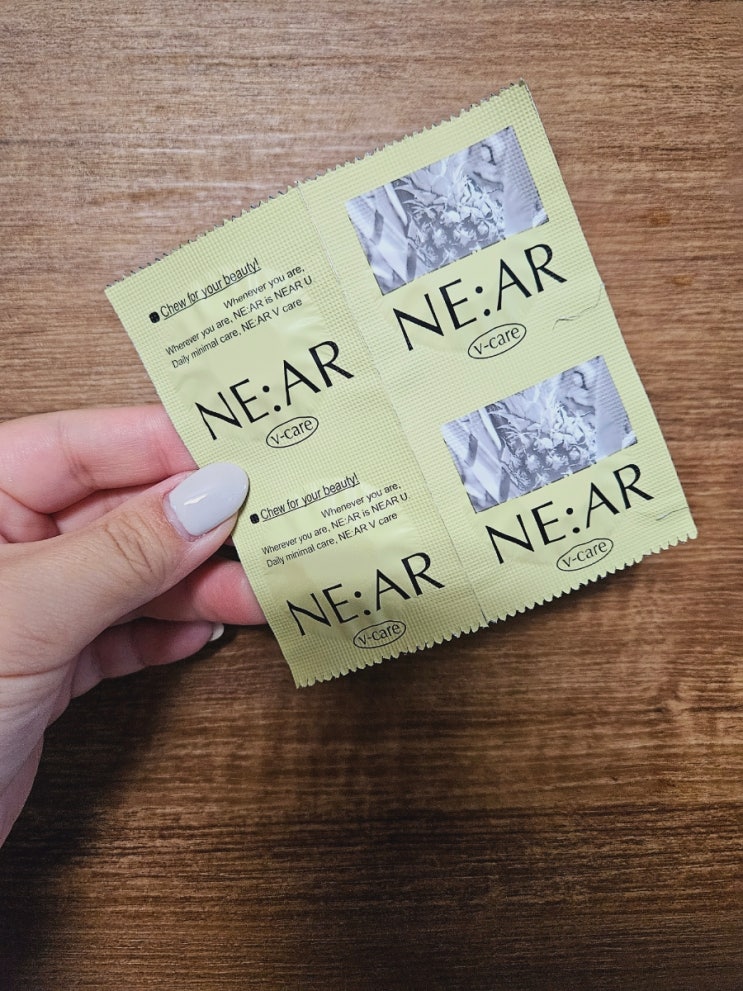 Chew for your beauty!
Whenever you are,
Wherever you are, NE:AR is NEAR U
Daily minimal care, NE:AR V care
NE:AR
v-care
NE:AR
v-care
Chew for your beauty!
Whenever you are,
Wherever you are, NE:AR is NEAR U
Daily minimal care, NE:AR V care
NE:AR
v-care
NE:AR
v-care